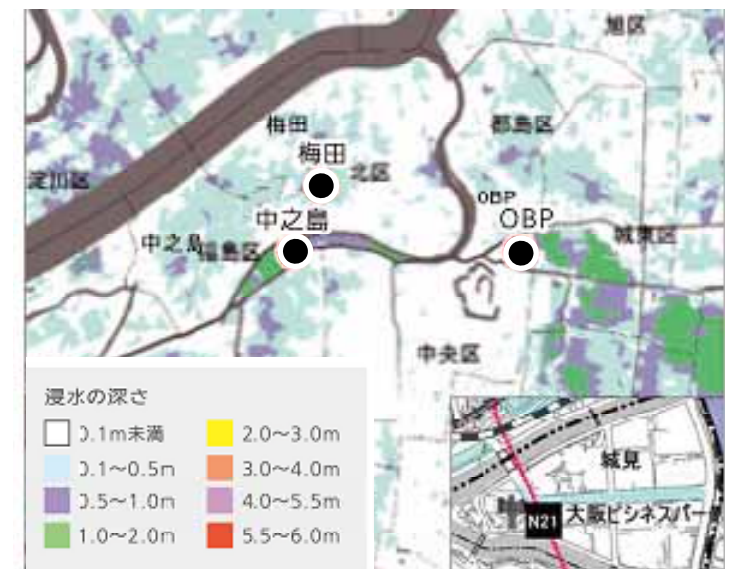 旭区
梅田
都島区
梅田
北区
淀川区
OBP
中之島
OBP
城東区
中之島
福島区
中央区
浸水の深さ
0.1m未満
2.0〜3.0m
0.1〜0.5m
3.0〜4.0m
0.5〜1.0m
4.0〜5.5m
1.0〜2.0m
5.5〜6.0m
城見
N21
大阪ビジネスパー